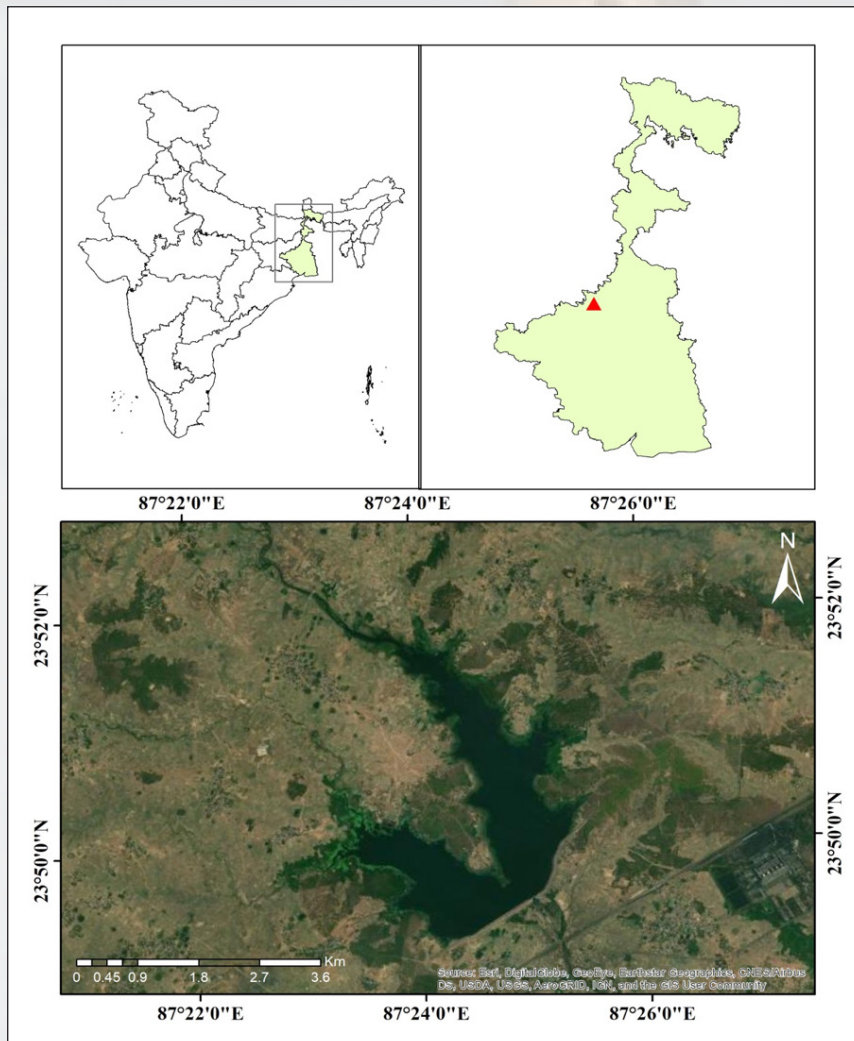 87°22'0"E
87°24'0"E
87°26'0"E
N
23°52'0"N
23°52'0"N
23°50'0"N
23°50'0"N
Km
0 0.45 0.9 1.8 2.7 3.6
Source: Esri, DigitalGlobe, GeoEye, Earthstar Geographics, CNES/Airbus
DS, USDA, USGS, AeroGRID, IGN, and the GIS User Community
87°22'0"E
87°24'0"E
87°26'0"E